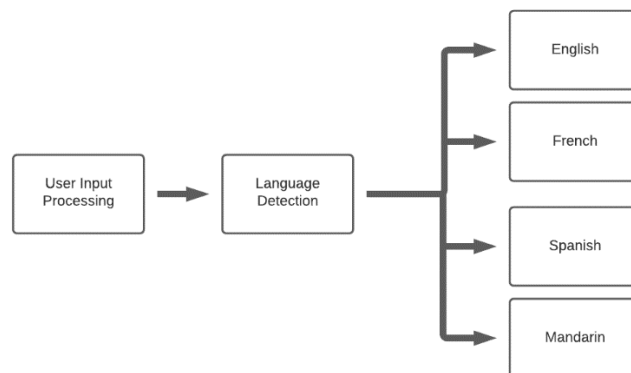 User Input
Processing
Language
Detection
English
French
Spanish
Mandarin